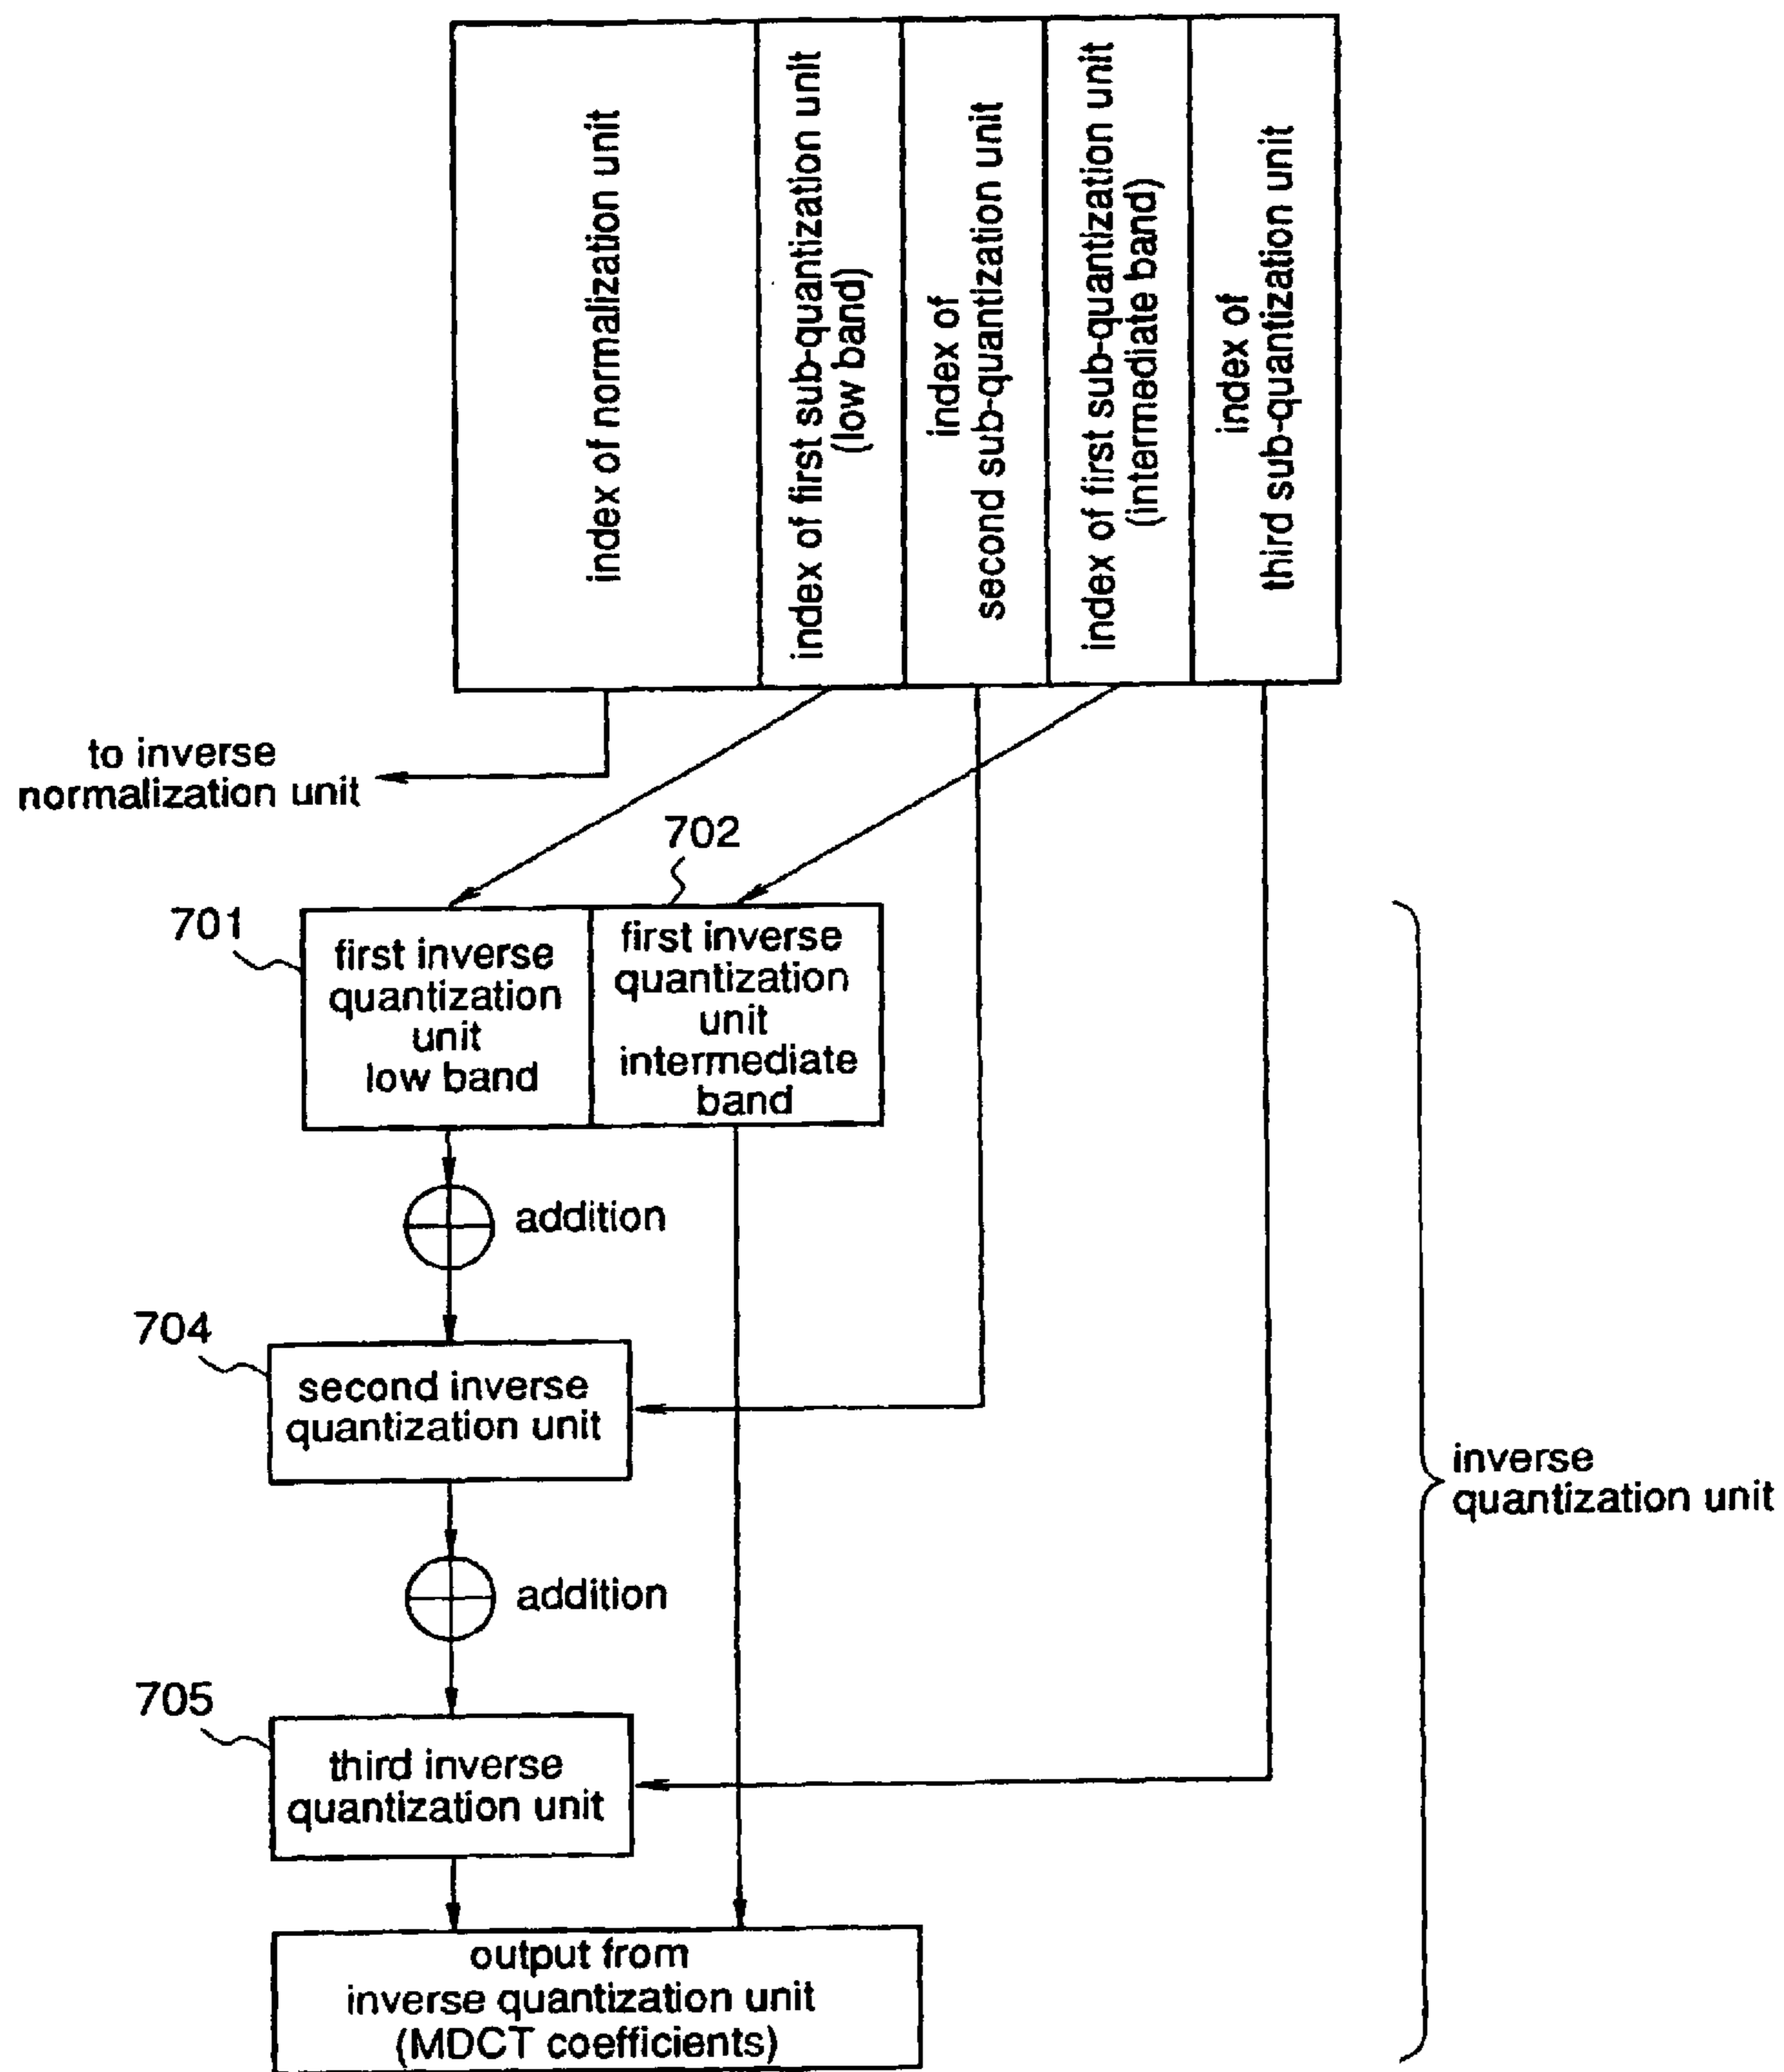 index of normalization unit
index of first sub-quantization unit
(low band)
index of
second sub-quantization unit
index of first sub-quantization unit
(intermediate band)
index of
third sub-quantization unit
to inverse
normalization unit
702
701
first inverse
quantization
unit
low band
first inverse
quantization
unit
intermediate
band
addition
704
second inverse
quantization unit
inverse
quantization unit
addition
705
third inverse
quantization unit
output from
inverse quantization unit
(MDCT coefficients)